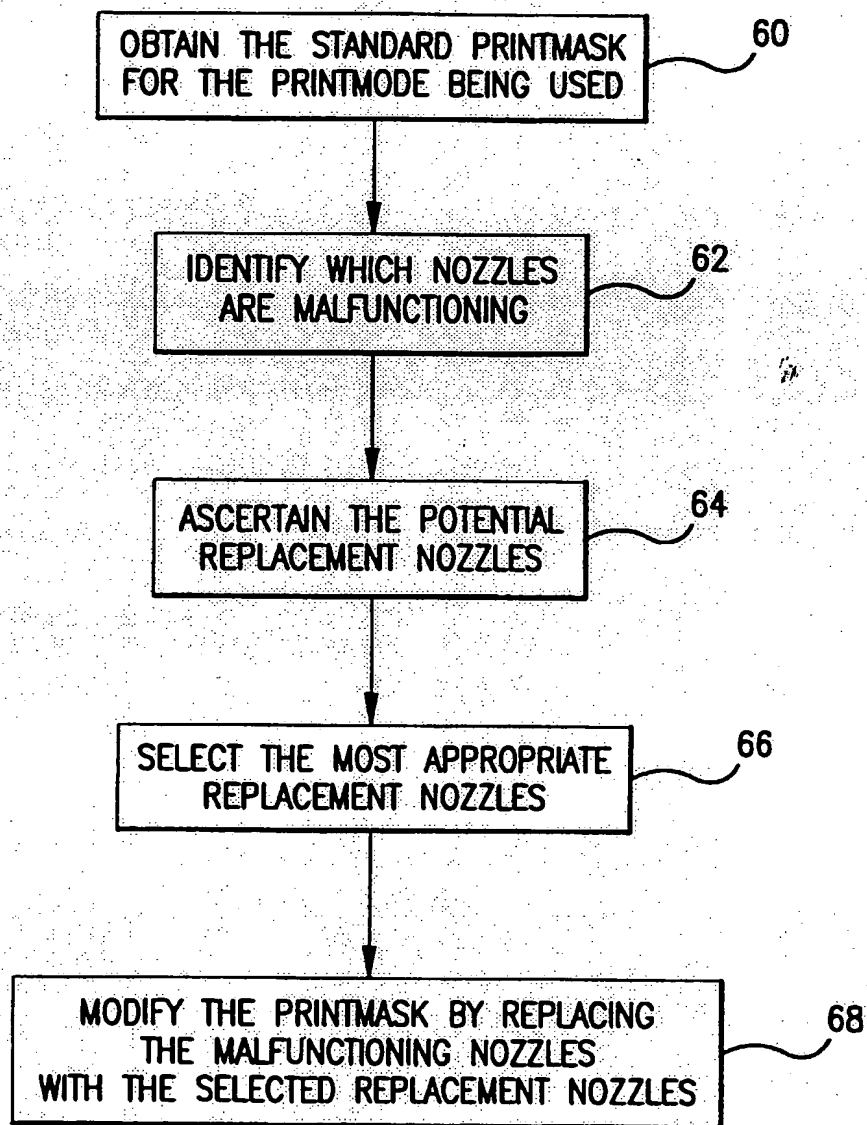 OBTAIN THE STANDARD PRINTMASK
FOR THE PRINTMODE BEING USED
60
IDENTIFY WHICH NOZZLES
ARE MALFUNCTIONING
62
ASCERTAIN THE POTENTIAL
REPLACEMENT NOZZLES
64
SELECT THE MOST APPROPRIATE
REPLACEMENT NOZZLES
66
MODIFY THE PRINTMASK BY REPLACING
THE MALFUNCTIONING NOZZLES
WITH THE SELECTED REPLACEMENT NOZZLES
68